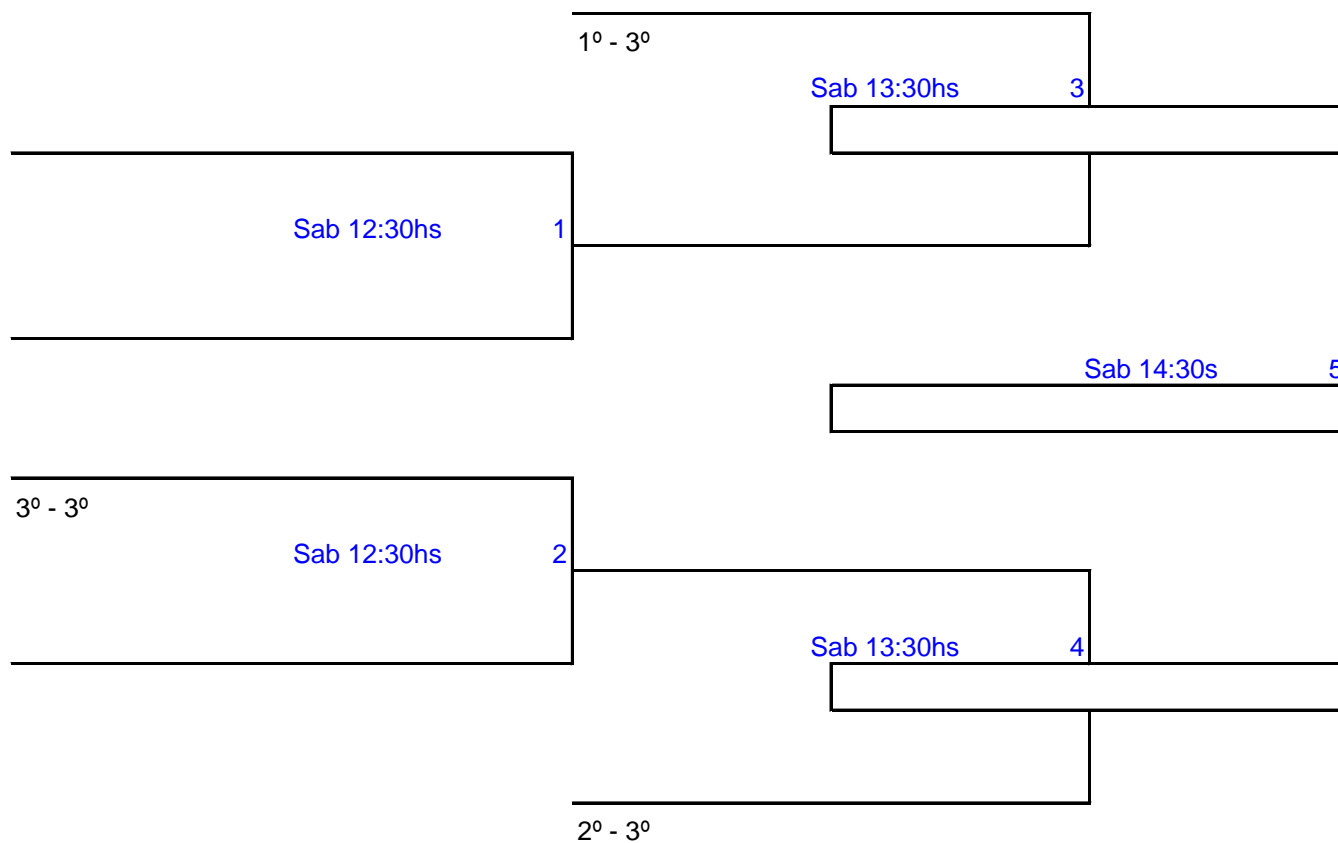 1º - 3º
Sab 13:30hs 3
Sab 12:30hs 1
Sab 14:30s 5
3º - 3º
Sab 12:30hs 2
Sab 13:30hs 4
2º - 3º